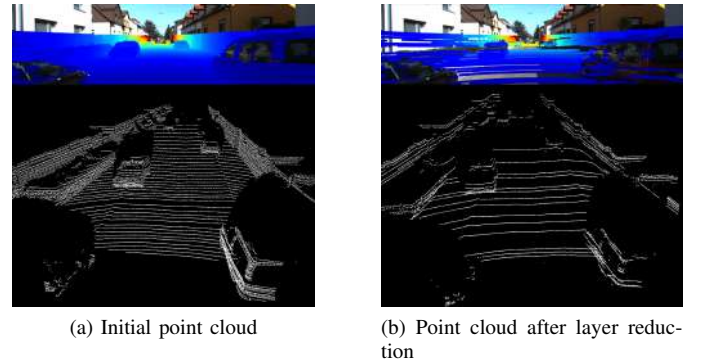 (a) Initial point cloud
(b) Point cloud after layer reduc-
tion